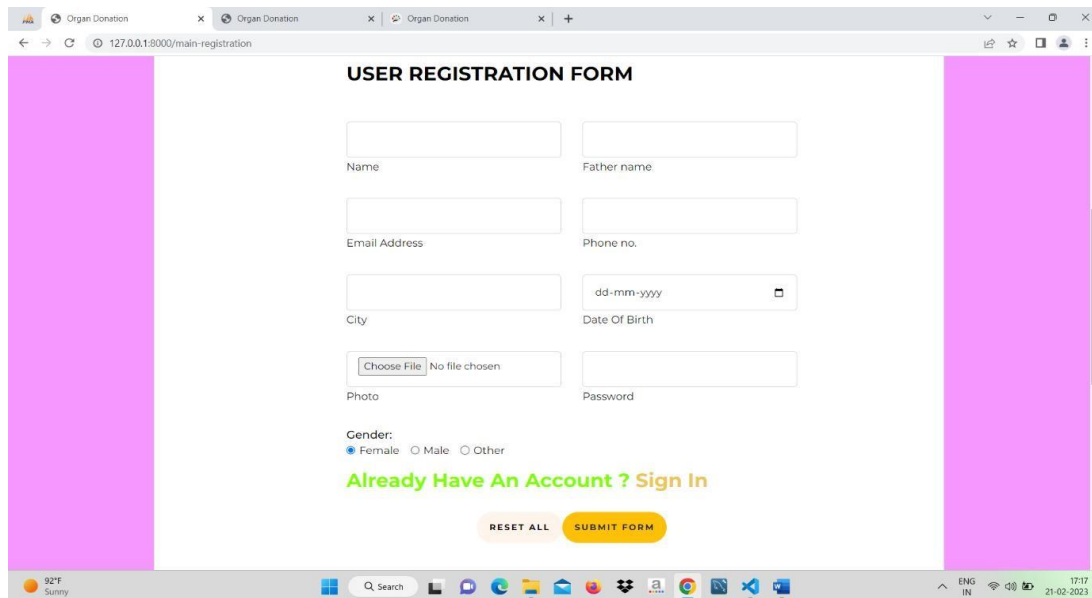 Organ Donation
Organ Donation
Organ Donation
127.0.0.1:8000/main-registration
USER REGISTRATION FORM
Name Father name
Email Address Phone no.
dd-mm-yyyy
City Date Of Birth
Choose File No file chosen
Photo Password
Gender:
Female Male Other
Already Have An Account ? Sign In
RESET ALL SUBMIT FORM
92°F
Sunny
Search
ENG
IN
17:17
21-02-2023